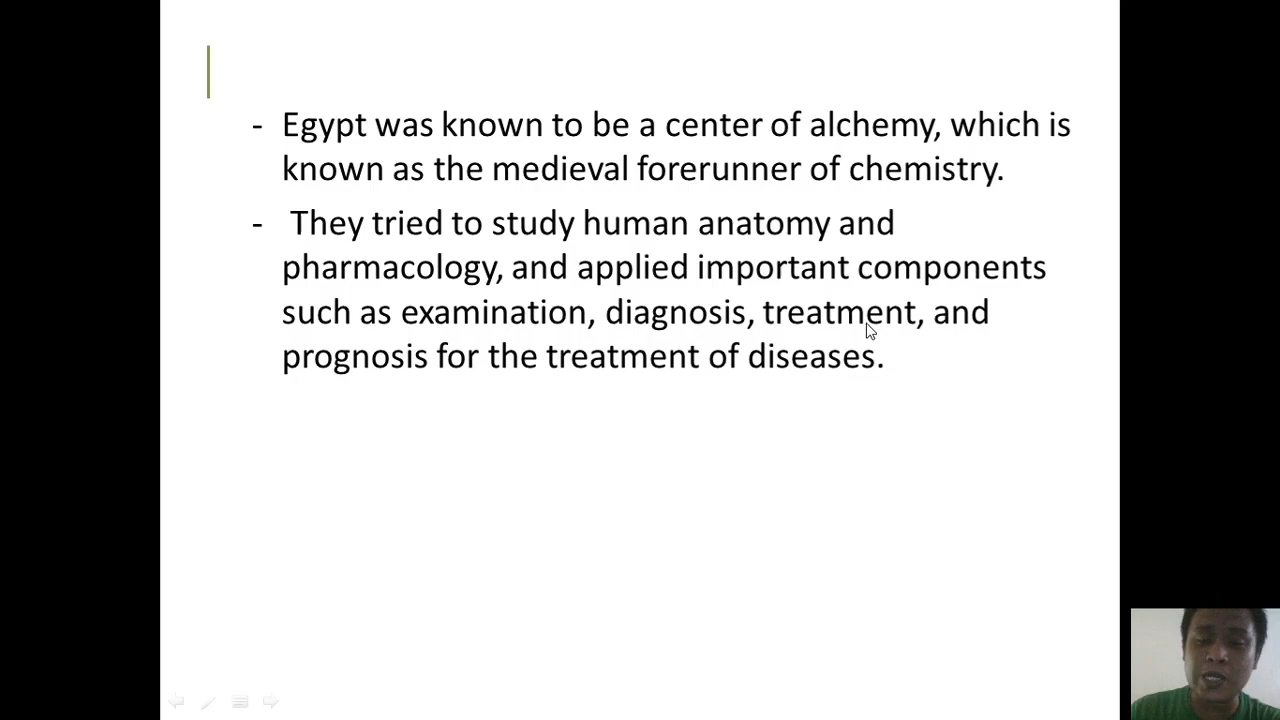 - Egypt was known to be a center of alchemy, which is
known as the medieval forerunner of chemistry.
- They tried to study human anatomy and
pharmacology, and applied important components
such as examination, diagnosis, treatment, and
prognosis for the treatment of diseases.